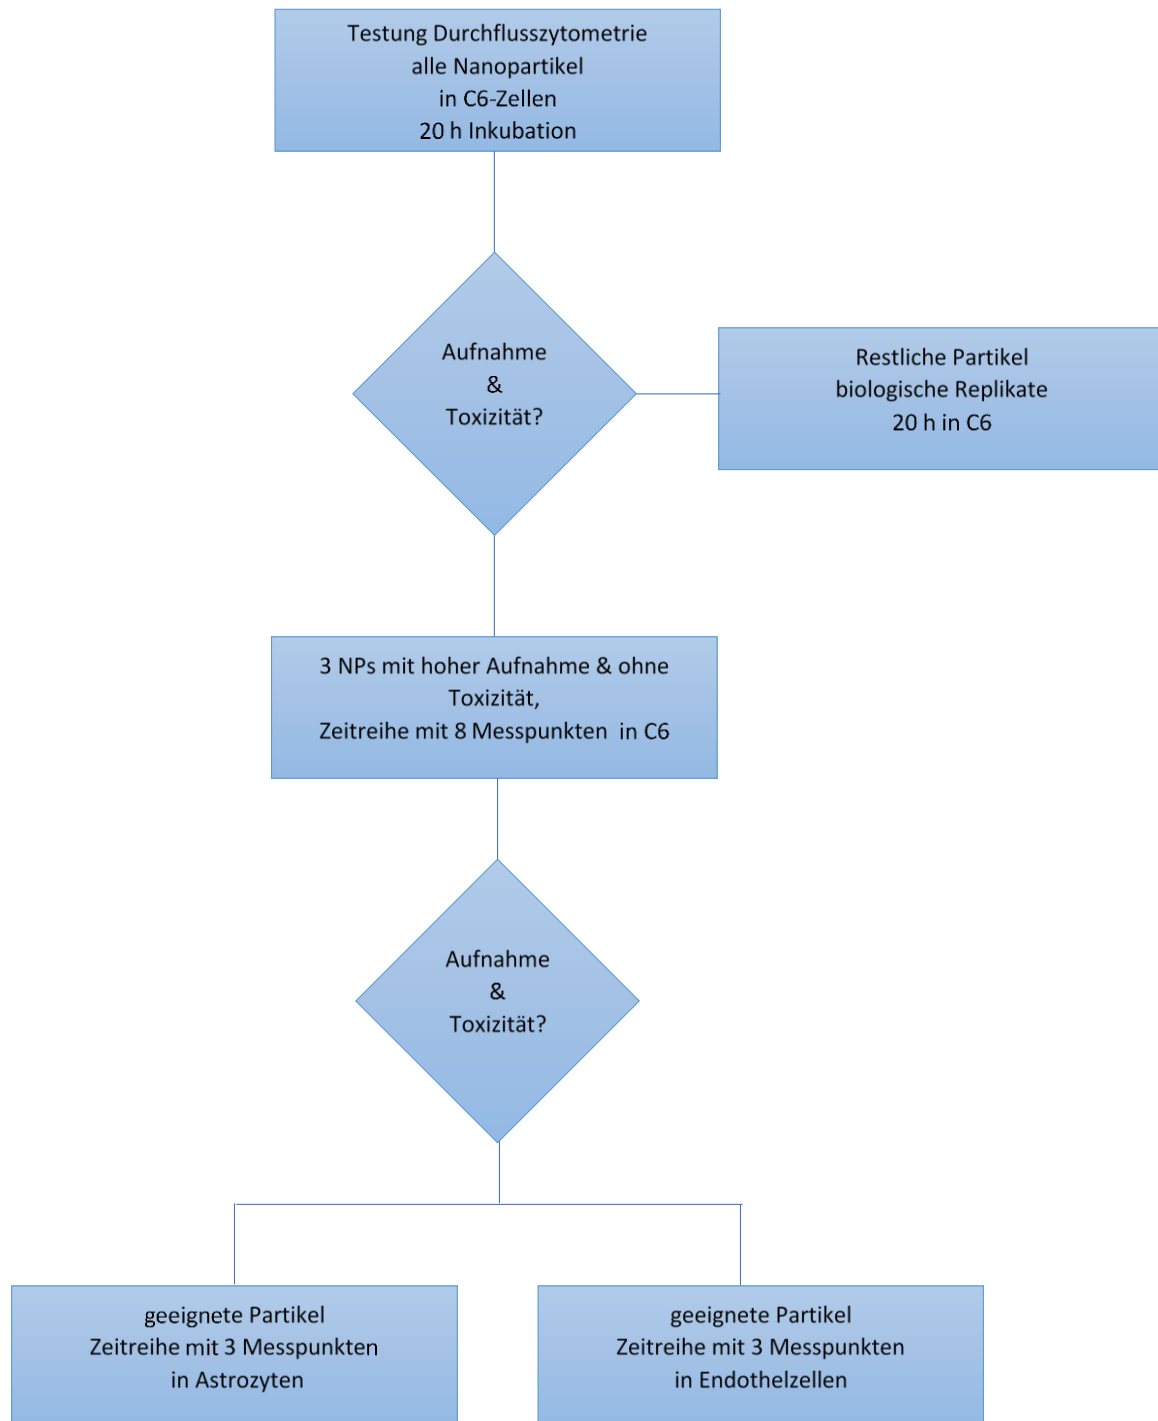 Testung Durchflusszytometrie
alle Nanopartikel
in C6-Zellen
20 h Inkubation
Aufnahme
&
Toxizität?
Restliche Partikel
biologische Replikate
20 h in C6
3 NPs mit hoher Aufnahme & ohne
Toxizität,
Zeitreihe mit 8 Messpunkten in C6
Aufnahme
&
Toxizität?
geeignete Partikel
Zeitreihe mit 3 Messpunkten
in Astrozyten
geeignete Partikel
Zeitreihe mit 3 Messpunkten
in Endothelzellen